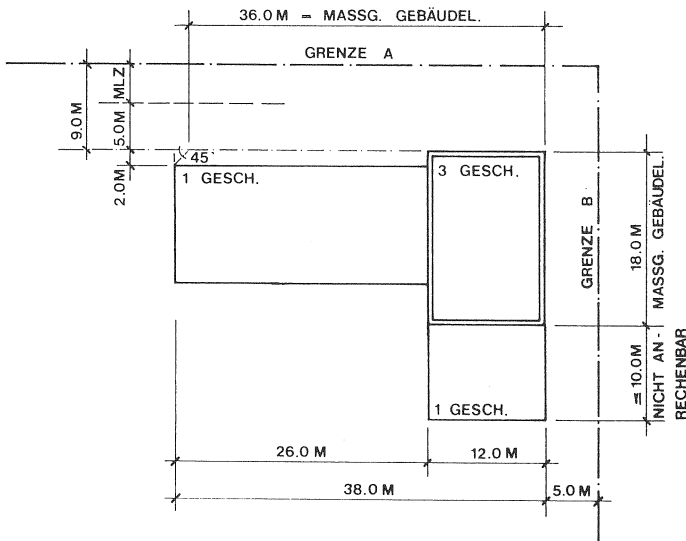 36.0 M = MASSG. GEBÄUDEL.
GRENZE A
9.0 M
5.0 M MLZ
2.0 M
45°
1 GESCH.
3 GESCH.
GRENZE B
18.0 M
MASSG. GEBÄUDEL.
≤ 10.0 M
NICHT AN-
RECHENBAR
1 GESCH.
26.0 M
12.0 M
38.0 M
5.0 M